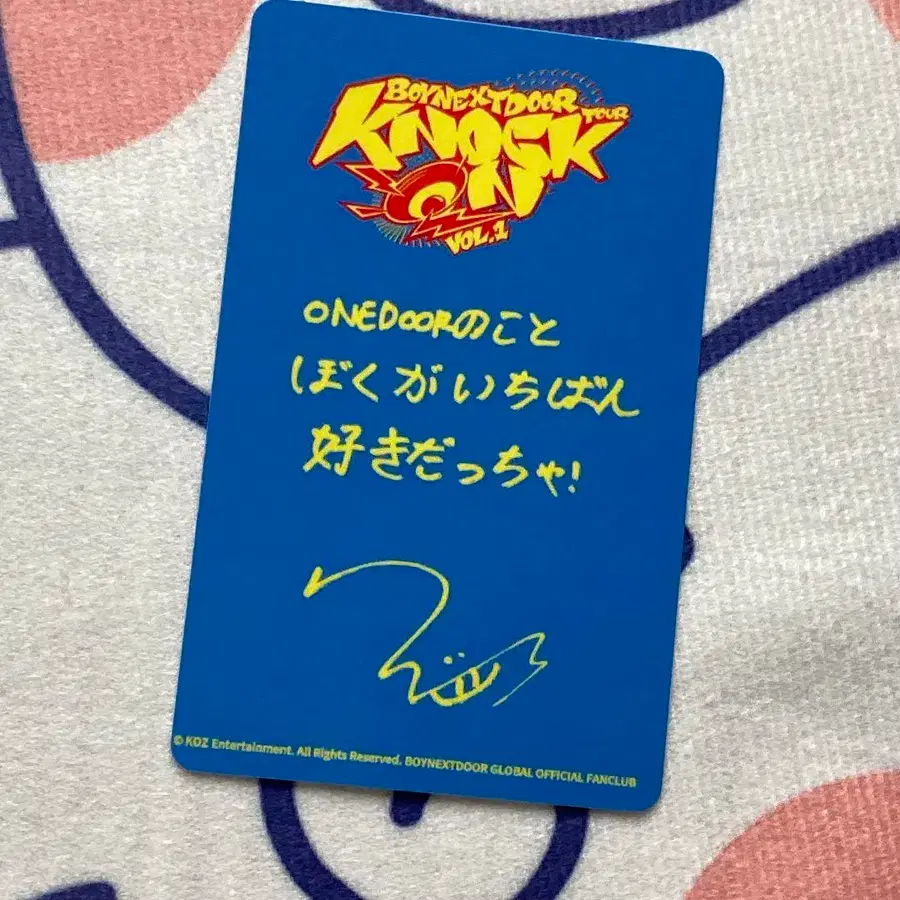 BOYNEXTDOOR
TOUR
KNOCK
ON
VOL.1
ONEDOORのこと
ぼくがいちばん
好きだっちゃ!
© KOZ Entertainment. All Rights Reserved. BOYNEXTDOOR GLOBAL OFFICIAL FANCLUB